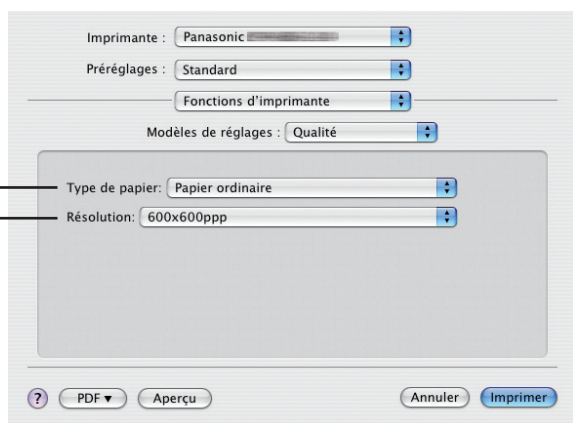 Imprimante : Panasonic
Préréglages : Standard
Fonctions d'imprimante
Modèles de réglages : Qualité
Type de papier: Papier ordinaire
Résolution: 600x600ppp
? PDF ▼ Aperçu Annuler Imprimer